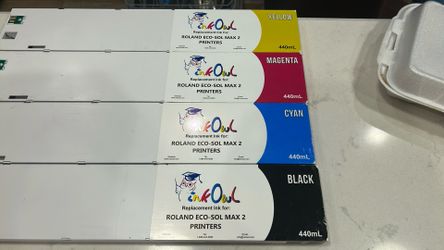 inkOwl
Replacement ink for:
ROLAND ECO-SOL MAX 2
PRINTERS
YELLOW
440mL
inkOwl
Replacement ink for:
ROLAND ECO-SOL MAX 2
PRINTERS
MAGENTA
440mL
inkOwl
Replacement ink for:
ROLAND ECO-SOL MAX 2
PRINTERS
CYAN
440mL
inkOwl
Replacement ink for:
ROLAND ECO-SOL MAX 2
PRINTERS
BLACK
440mL